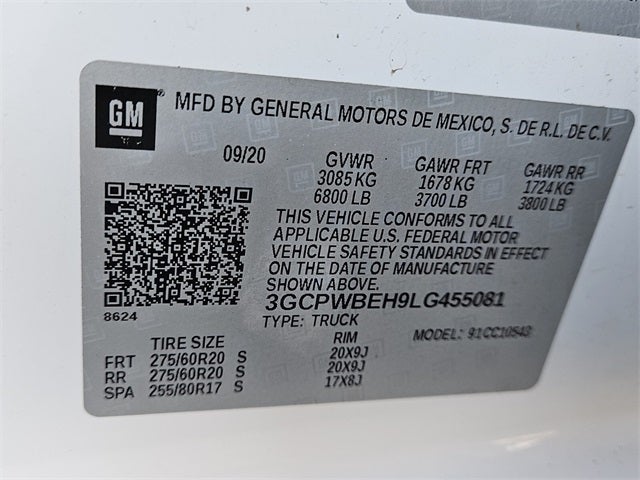 GM
MFD BY GENERAL MOTORS DE MEXICO, S. DE R.L. DE C.V.
09/20 GVWR GAWR FRT GAWR RR
3085 KG 1678 KG 1724 KG
6800 LB 3700 LB 3800 LB
THIS VEHICLE CONFORMS TO ALL
APPLICABLE U.S. FEDERAL MOTOR
VEHICLE SAFETY STANDARDS IN EFFECT
ON THE DATE OF MANUFACTURE
SHOWN ABOVE.
3GCPWBEH9LG455081
8624
TYPE: TRUCK
MODEL: 91CC10543
TIRE SIZE RIM
FRT 275/60R20 S 20X9J
RR 275/60R20 S 20X9J
SPA 255/80R17 S 17X8J